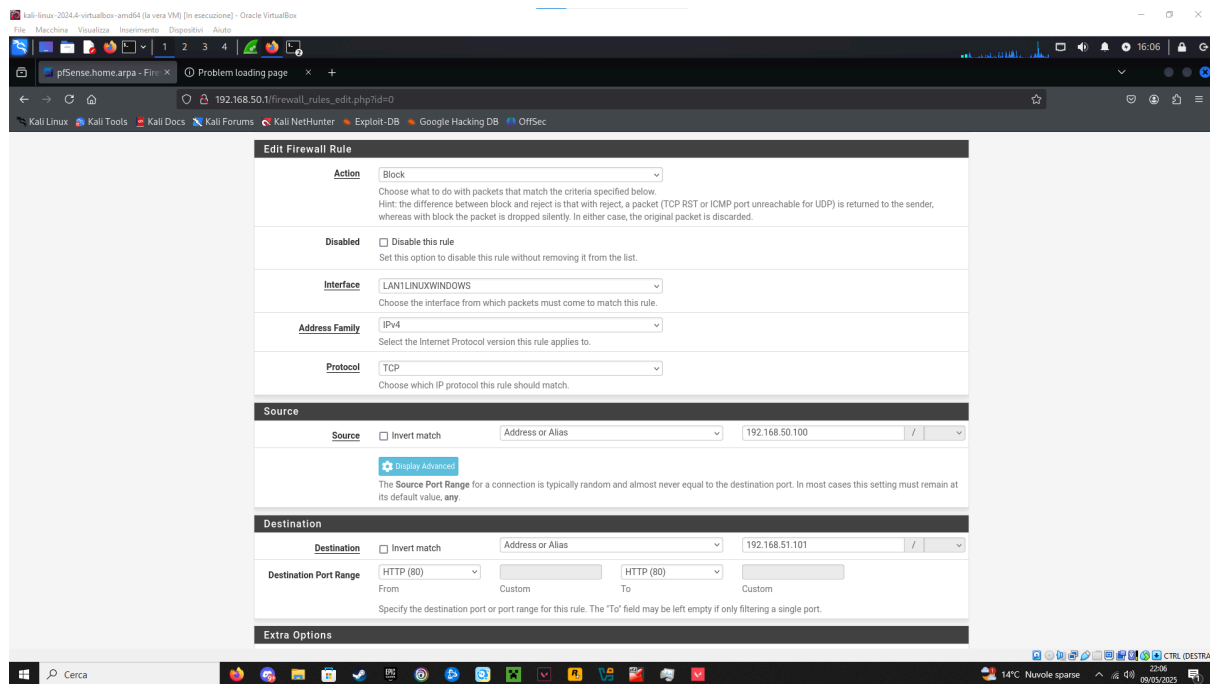 kali-linux-2024.4-virtualbox-amd64 (la vera VM) [In esecuzione] - Oracle VirtualBox
File Macchina Visualizza Inserimento Dispositivi Aiuto
1 2 3 4 16:06
pfSense.home.arpa - Fire × Problem loading page × +
192.168.50.1/firewall_rules_edit.php?id=0
Kali Linux Kali Tools Kali Docs Kali Forums Kali NetHunter Exploit-DB Google Hacking DB OffSec
Edit Firewall Rule
Action Block
Choose what to do with packets that match the criteria specified below.
Hint: the difference between block and reject is that with reject, a packet (TCP RST or ICMP port unreachable for UDP) is returned to the sender,
whereas with block the packet is dropped silently. In either case, the original packet is discarded.
Disabled Disable this rule
Set this option to disable this rule without removing it from the list.
Interface LAN1LINUXWINDOWS
Choose the interface from which packets must come to match this rule.
Address Family IPv4
Select the Internet Protocol version this rule applies to.
Protocol TCP
Choose which IP protocol this rule should match.
Source
Source Invert match Address or Alias 192.168.50.100 /
Display Advanced
The Source Port Range for a connection is typically random and almost never equal to the destination port. In most cases this setting must remain at
its default value, any.
Destination
Destination Invert match Address or Alias 192.168.51.101 /
Destination Port Range HTTP (80) HTTP (80)
From Custom To Custom
Specify the destination port or port range for this rule. The "To" field may be left empty if only filtering a single port.
Extra Options
CTRL (DESTRA
Cerca 14°C Nuvole sparse 22:06
09/05/2025